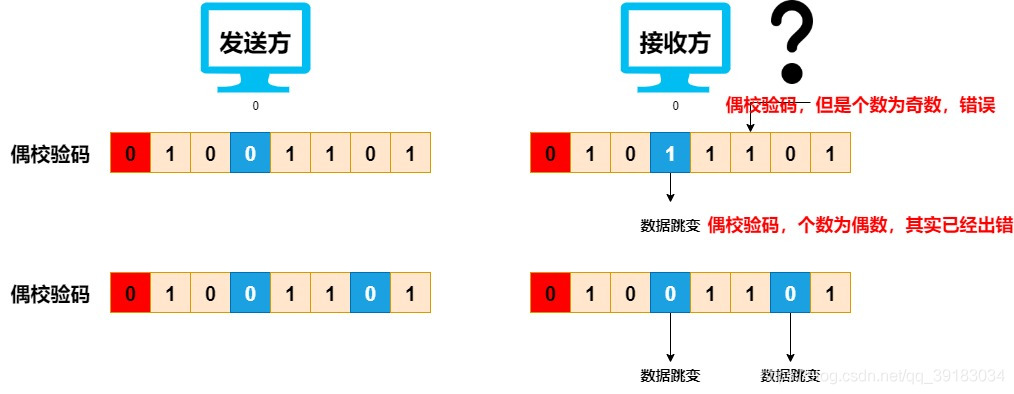 发送方
接收方
?
0
0
偶校验码，但是个数为奇数，错误
偶校验码
0 1 0 0 1 1 0 1
0 1 0 1 1 1 0 1
数据跳变
偶校验码，个数为偶数，其实已经出错
偶校验码
0 1 0 0 1 1 0 1
0 1 0 0 1 1 0 1
数据跳变
数据跳变
og.csdn.net/qq_39183034